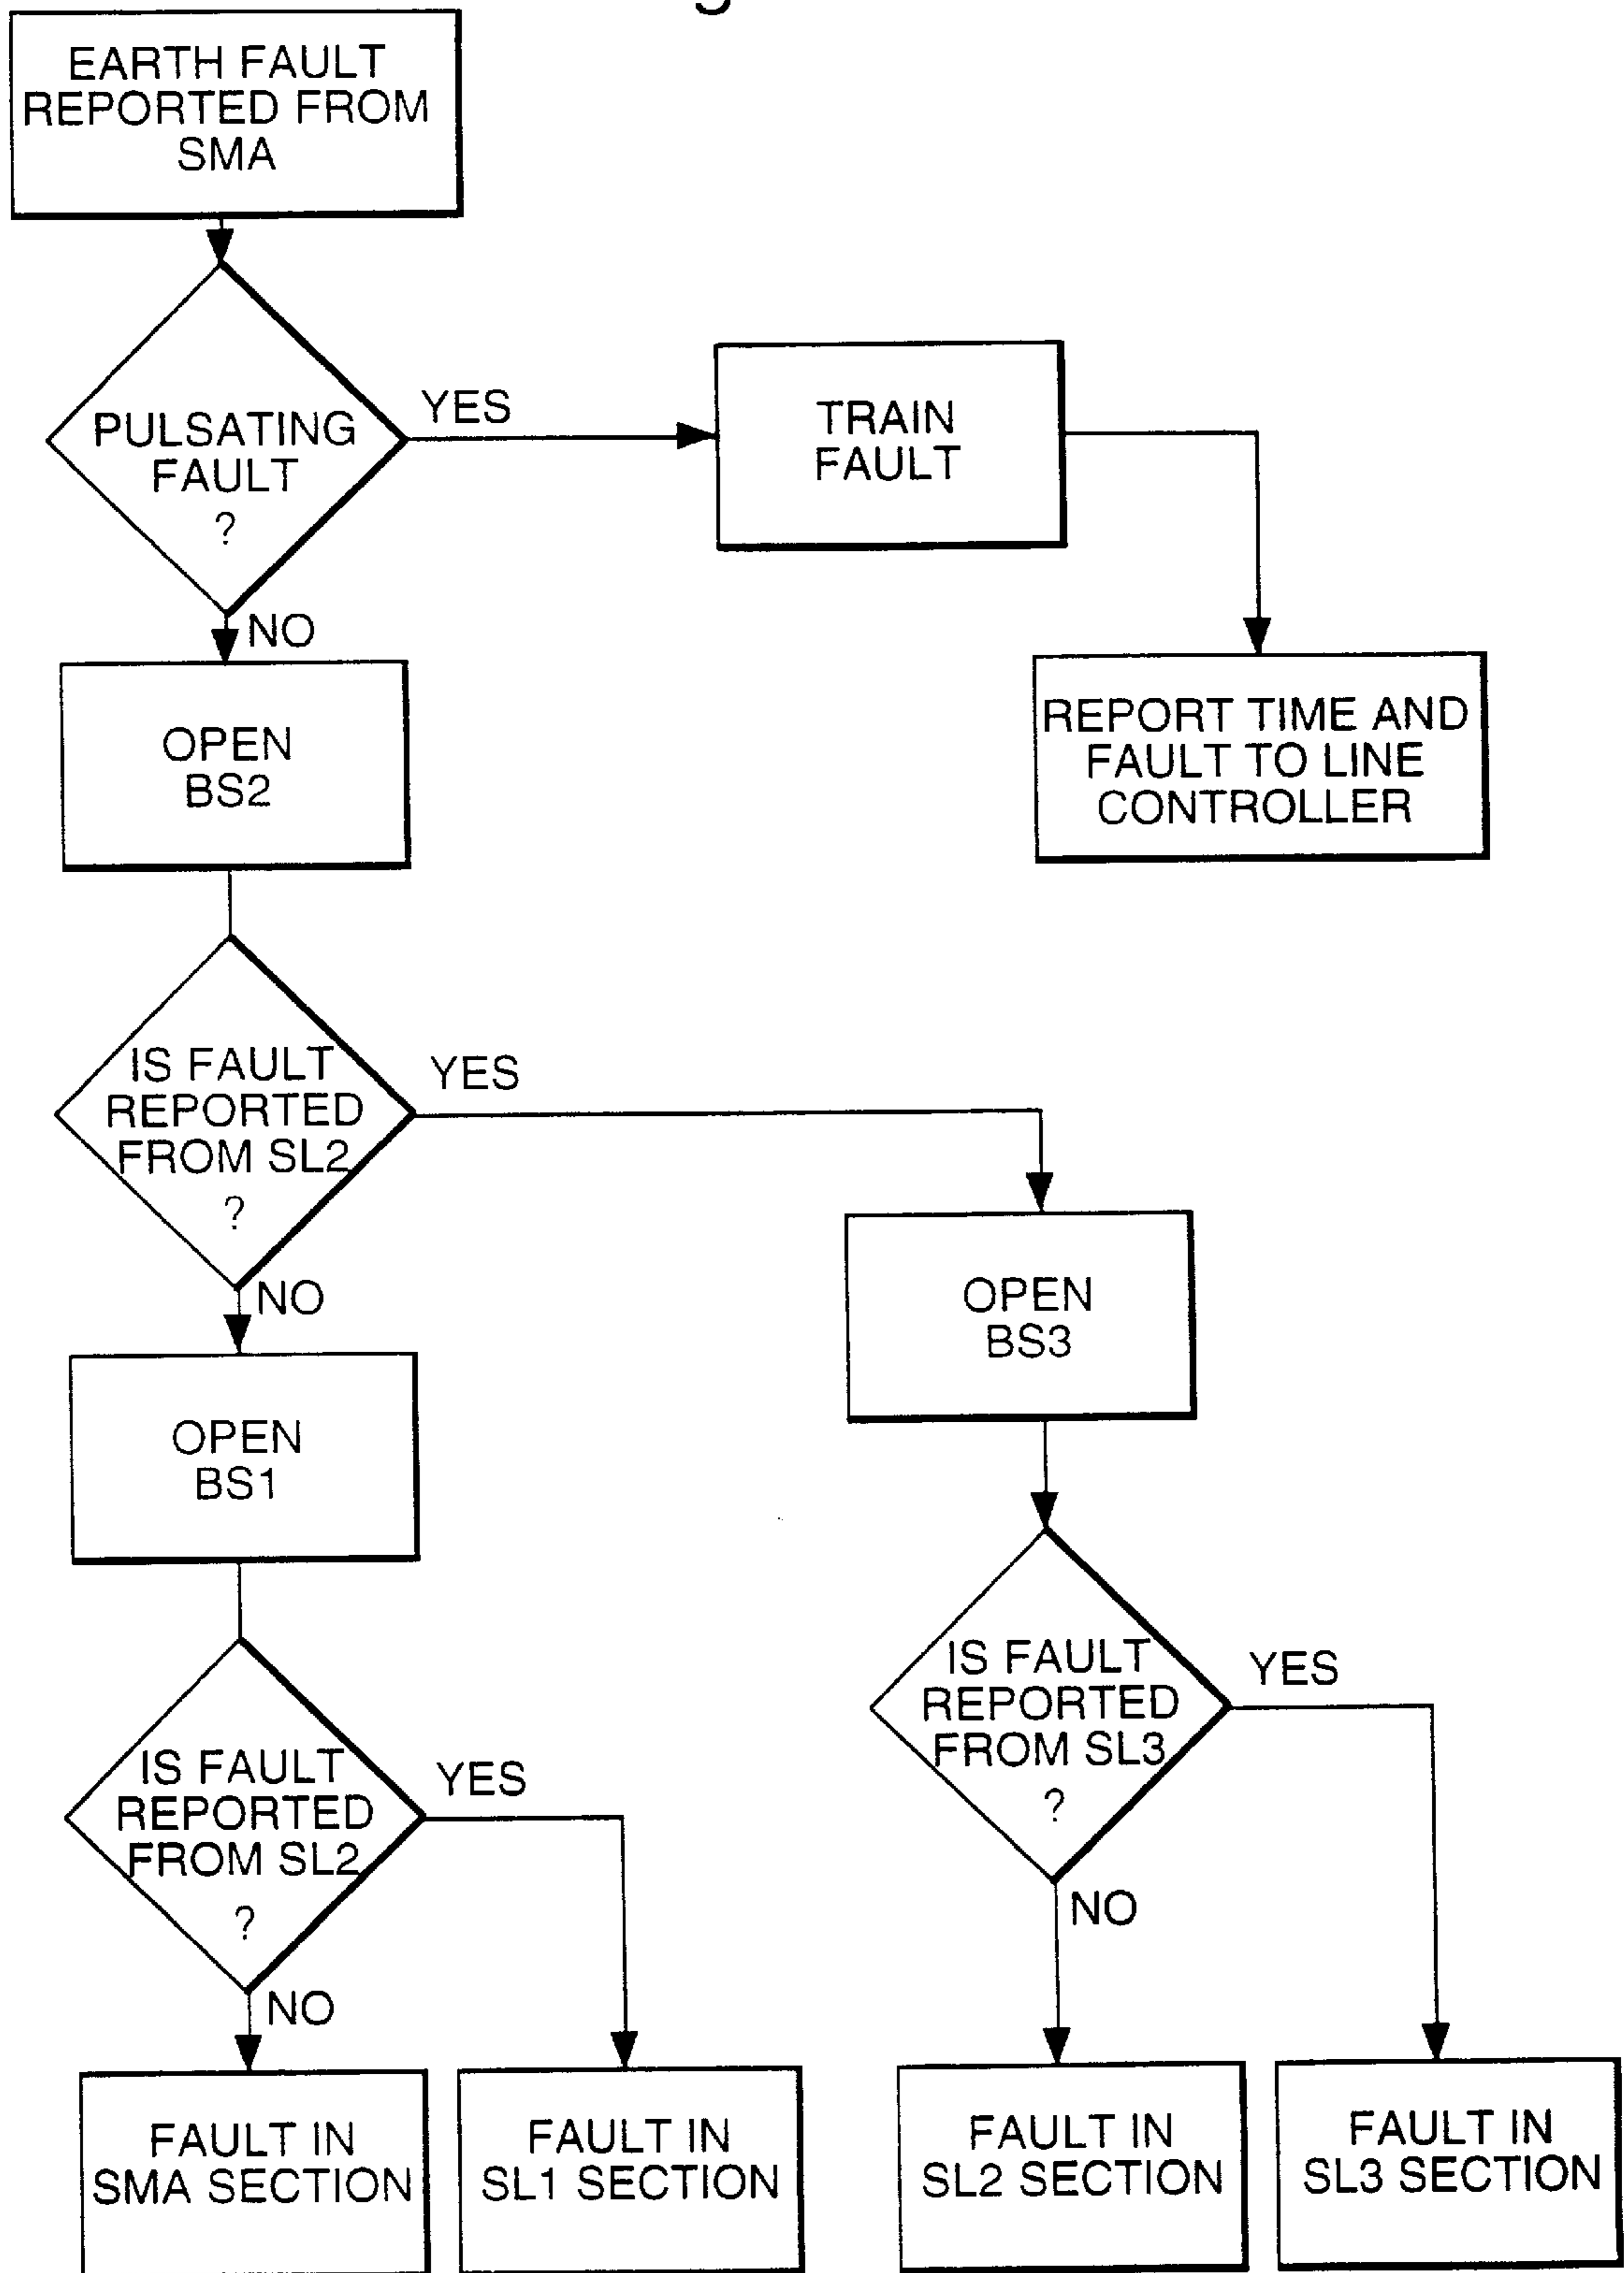 EARTH FAULT
REPORTED FROM
SMA
PULSATING
FAULT
?
YES
TRAIN
FAULT
NO
REPORT TIME AND
FAULT TO LINE
CONTROLLER
OPEN
BS2
IS FAULT
REPORTED
FROM SL2
?
YES
NO
OPEN
BS3
OPEN
BS1
IS FAULT
REPORTED
FROM SL3
?
YES
NO
IS FAULT
REPORTED
FROM SL2
?
YES
NO
FAULT IN
SMA SECTION
FAULT IN
SL1 SECTION
FAULT IN
SL2 SECTION
FAULT IN
SL3 SECTION